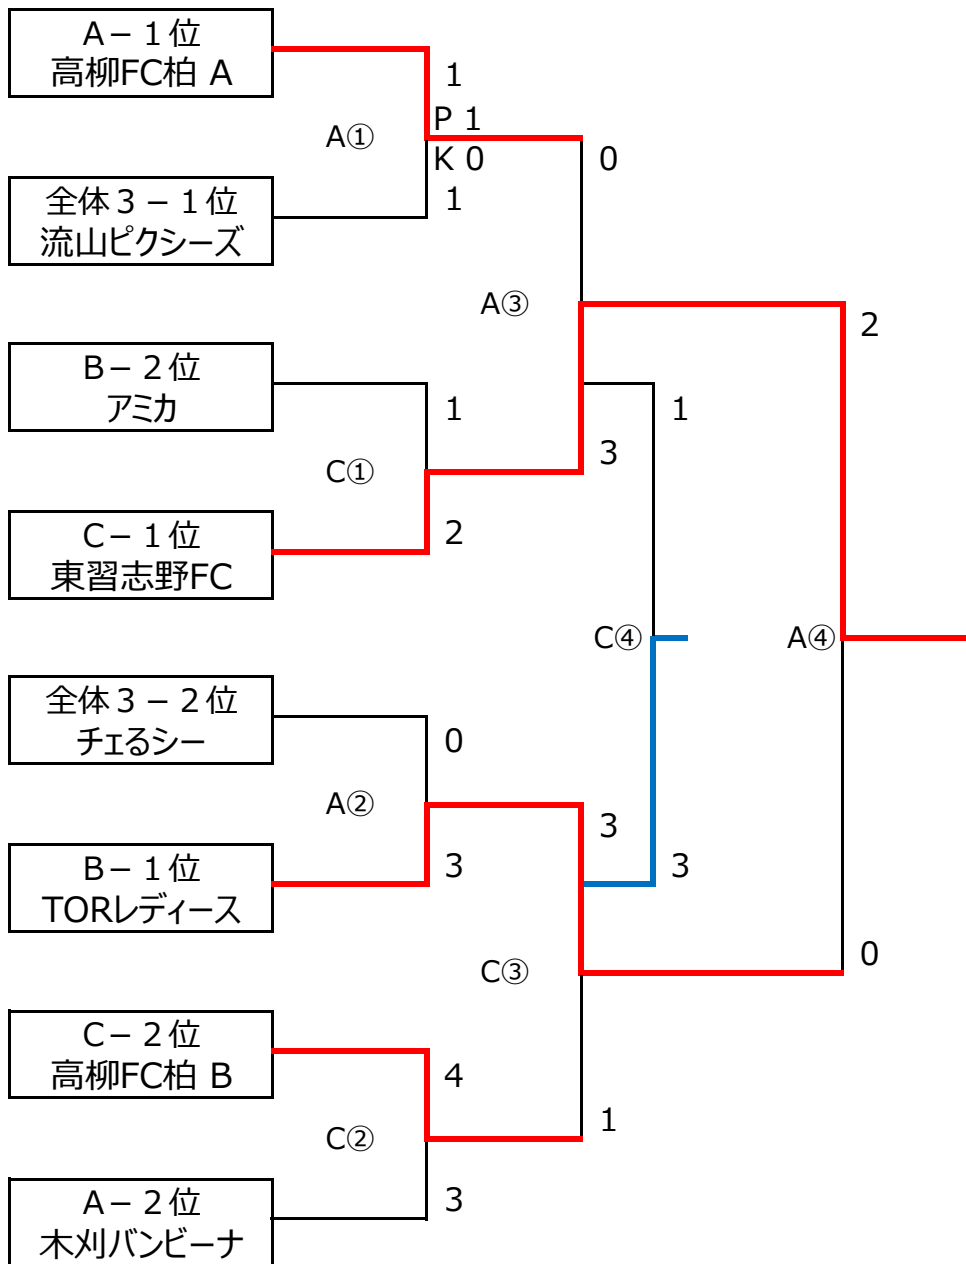 A－１位
高柳FC柏 A
1
P 1
A①
K 0
0
全体３－１位
1
流山ピクシーズ
A③
2
B－２位
アミカ
1
1
3
C①
C－１位
2
東習志野FC
C④
A④
全体３－２位
チェるシー
0
A②
3
B－１位
3
3
TORレディース
0
C③
C－２位
高柳FC柏 B
4
1
C②
A－２位
3
木刈バンビーナ